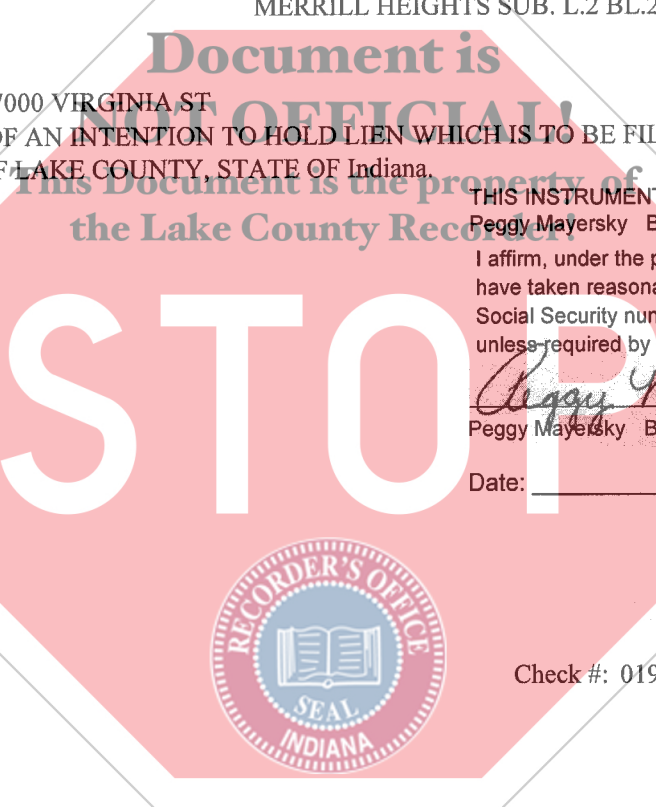 MERRILL HEIGHTS SUB. L.2 BL.2
Document is
7000 VIRGINIA ST
NOT OFFICIAL!
OF AN INTENTION TO HOLD LIEN WHICH IS TO BE FIL
F LAKE COUNTY, STATE OF Indiana.
This Document is the property of
the Lake County Recorder!
THIS INSTRUMENT
Peggy Mayersky B
I affirm, under the p
have taken reasona
Social Security num
unless required by
STOP
Peggy
Peggy Mayersky B
Date:
RECORDER'S OFFICE
SEAL
INDIANA
Check #: 019